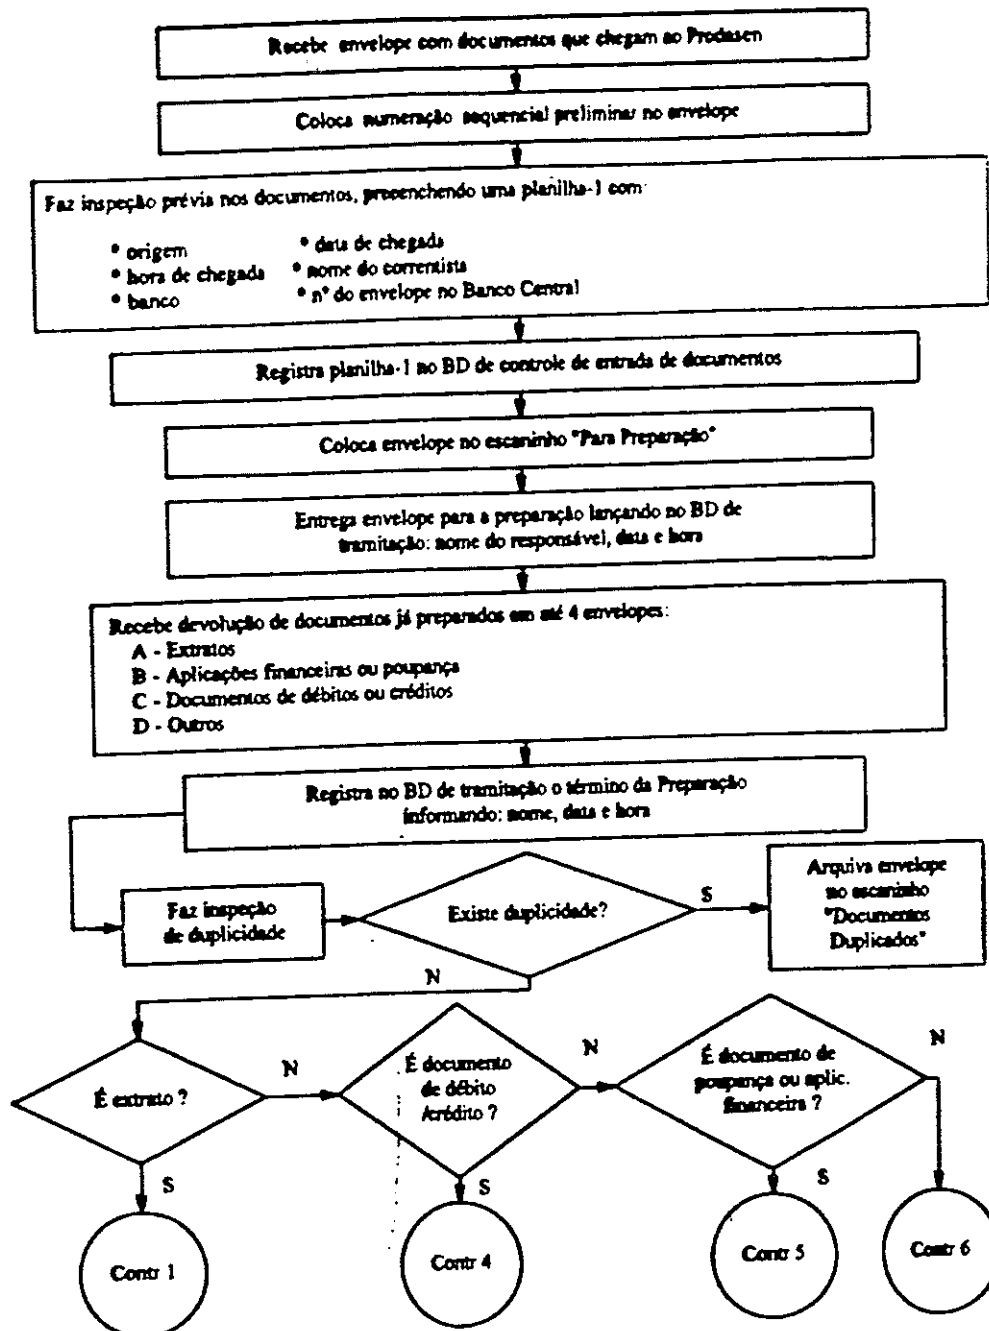 Recebe envelope com documentos que chegam ao Prodasen
Coloca numeração sequencial preliminar no envelope
Faz inspeção prévia nos documentos, preenchendo uma planilha-1 com:
* origem * data de chegada
* hora de chegada * nome do correntista
* banco * nº do envelope no Banco Central
Registra planilha-1 no BD de controle de entrada de documentos
Coloca envelope no escaninho "Para Preparação"
Entrega envelope para a preparação lançando no BD de
tramitação: nome do responsável, data e hora
Recebe devolução de documentos já preparados em até 4 envelopes:
A - Extratos
B - Aplicações financeiras ou poupança
C - Documentos de débitos ou créditos
D - Outros
Registra no BD de tramitação o término da Preparação
informando: nome, data e hora
Faz inspeção
de duplicidade
Existe duplicidade?
S
Arquiva envelope
no escaninho
"Documentos
Duplicados"
N
É extrato ?
N
É documento
de débito
/crédito ?
N
É documento de
poupança ou aplic.
financeira ?
N
S
S
S
Contr 1
Contr 4
Contr 5
Contr 6